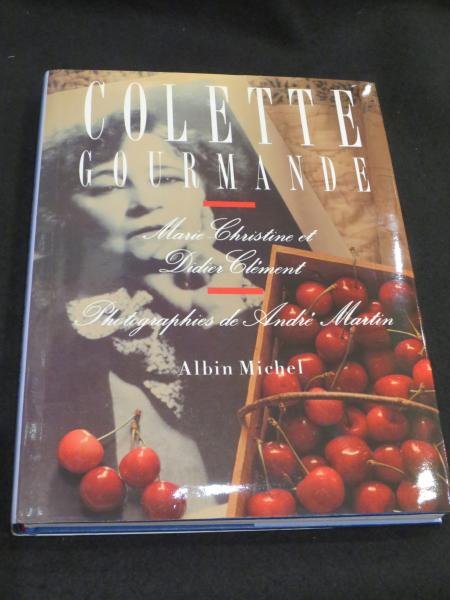 COLETTE
GOURMANDE
Marie-Christine et
Didier Clément
Photographies de André Martin
Albin Michel